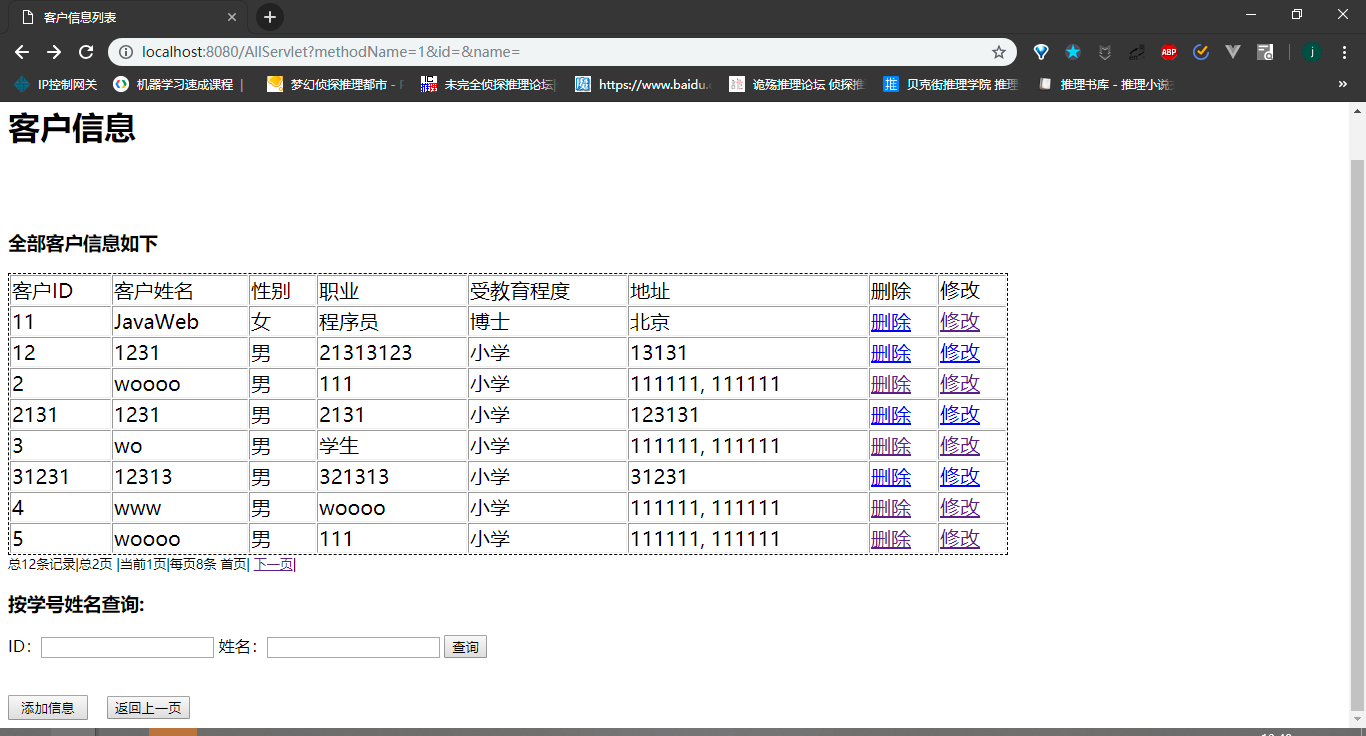 客户信息列表
localhost:8080/AllServlet?methodName=1&id=&name=
ABP j
IP控制网关 机器学习速成课程 | 梦幻侦探推理都市 - 未完全侦探推理论坛 https://www.baidu.c 诡殇推理论坛 侦探推 推 贝克街推理学院 推理 推理书库 - 推理小说 »
客户信息
全部客户信息如下
客户ID 客户姓名 性别 职业 受教育程度 地址 删除 修改
11 JavaWeb 女 程序员 博士 北京 删除 修改
12 1231 男 21313123 小学 13131 删除 修改
2 woooo 男 111 小学 111111, 111111 删除 修改
2131 1231 男 2131 小学 123131 删除 修改
3 wo 男 学生 小学 111111, 111111 删除 修改
31231 12313 男 321313 小学 31231 删除 修改
4 www 男 woooo 小学 111111, 111111 删除 修改
5 woooo 男 111 小学 111111, 111111 删除 修改
总12条记录|总2页 |当前1页|每页8条 首页| 下一页|
按学号姓名查询:
ID： 姓名： 查询
添加信息 返回上一页